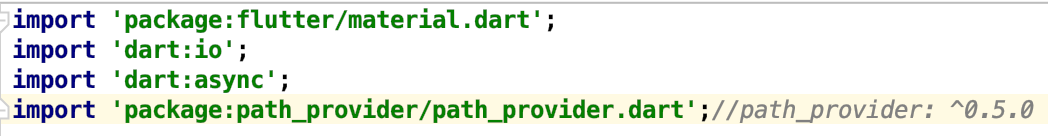 import 'package:flutter/material.dart';
import 'dart:io';
import 'dart:async';
import 'package:path_provider/path_provider.dart';//path_provider: ^0.5.0